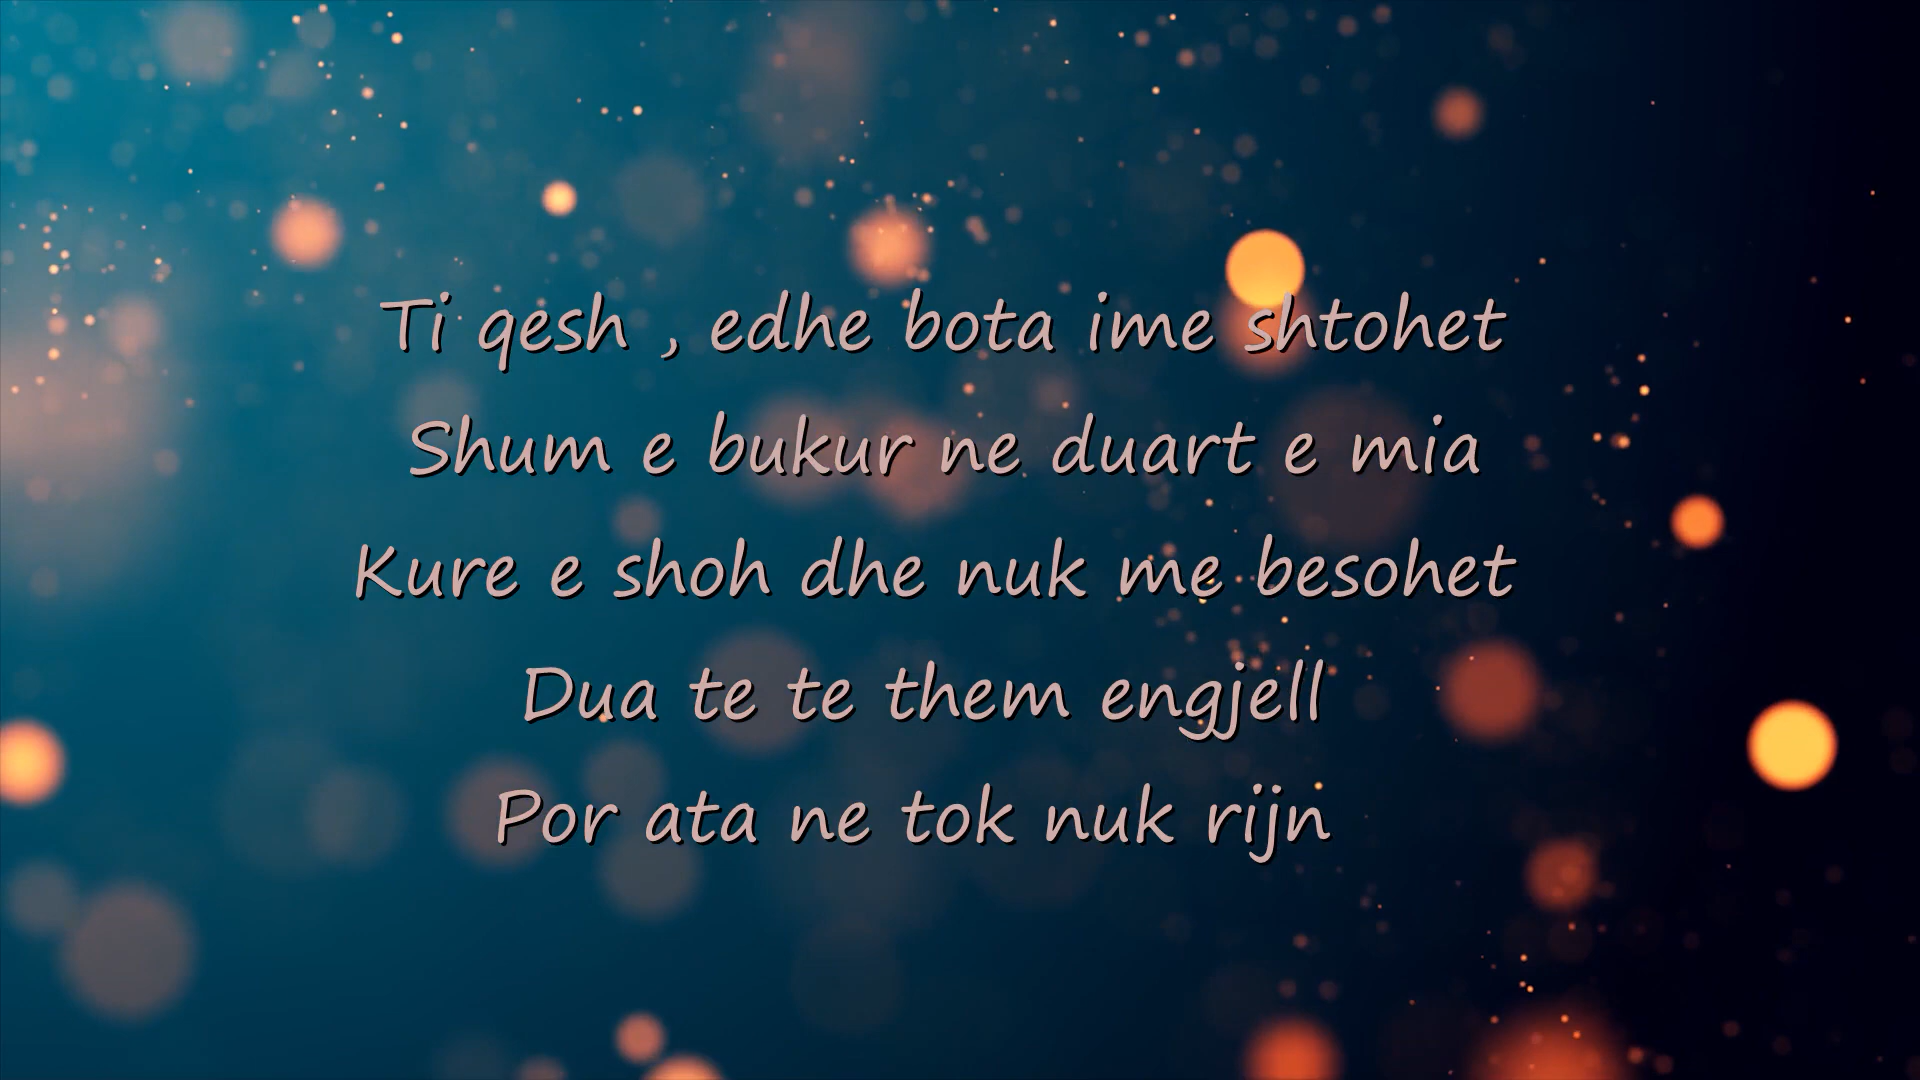 Ti qesh , edhe bota ime shtohet
Shum e bukur ne duart e mia
Kure e shoh dhe nuk me besohet
Dua te te them engjell
Por ata ne tok nuk rijn